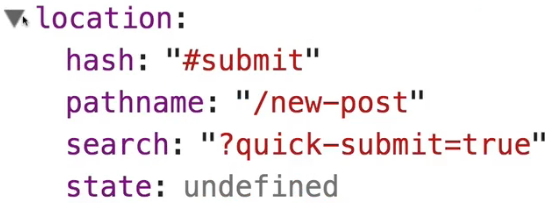 location:
hash: "#submit"
pathname: "/new-post"
search: "?quick-submit=true"
state: undefined